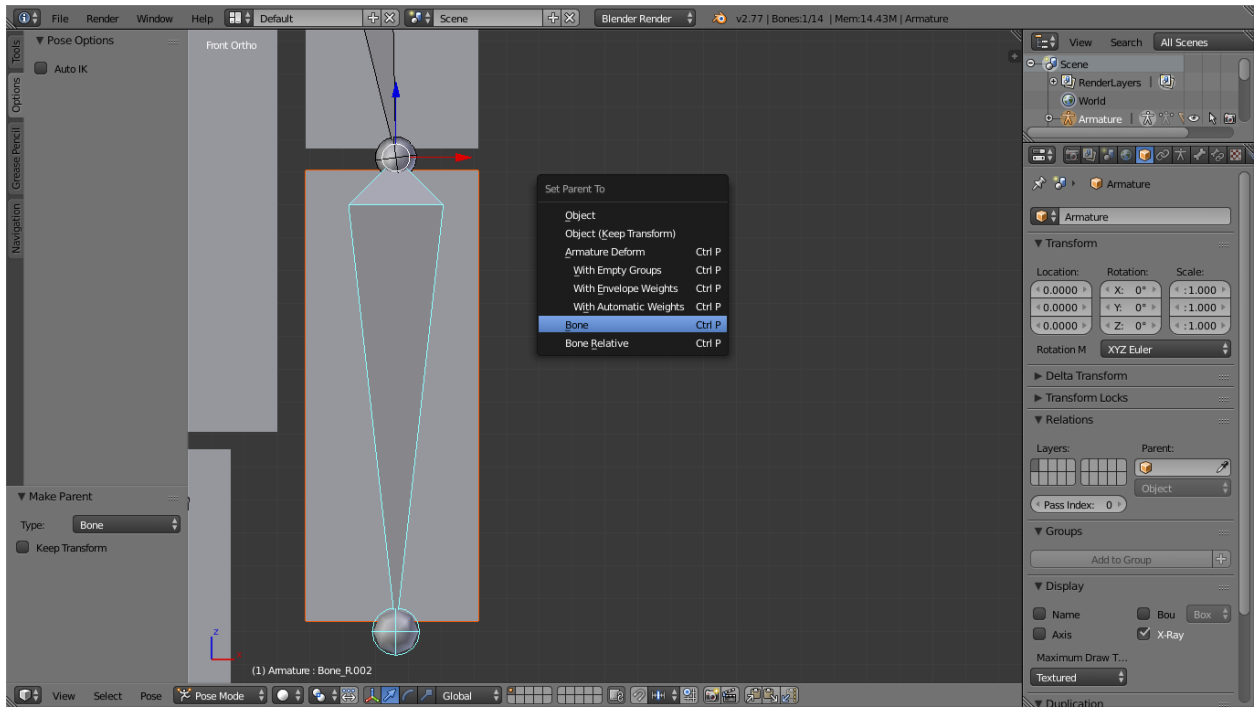 File Render Window Help Default Scene Blender Render v2.77 | Bones:1/14 | Mem:14.43M | Armature
Tools
Options
Grease Pencil
Navigation
Pose Options
Auto IK
Make Parent
Type: Bone
Keep Transform
Front Ortho
Set Parent To
Object
Object (Keep Transform)
Armature Deform Ctrl P
With Empty Groups Ctrl P
With Envelope Weights Ctrl P
With Automatic Weights Ctrl P
Bone Ctrl P
Bone Relative Ctrl P
z
(1) Armature : Bone_R.002
View Select Pose Pose Mode Global
View Search All Scenes
Scene
RenderLayers |
World
Armature |
Armature
Armature
Transform
Location: Rotation: Scale:
0.0000 X: 0° : 1.000
0.0000 Y: 0° : 1.000
0.0000 Z: 0° : 1.000
Rotation M XYZ Euler
Delta Transform
Transform Locks
Relations
Layers: Parent:
Object
Pass Index: 0
Groups
Add to Group
Display
Name Bou Box
Axis X-Ray
Maximum Draw T...
Textured
Duplication